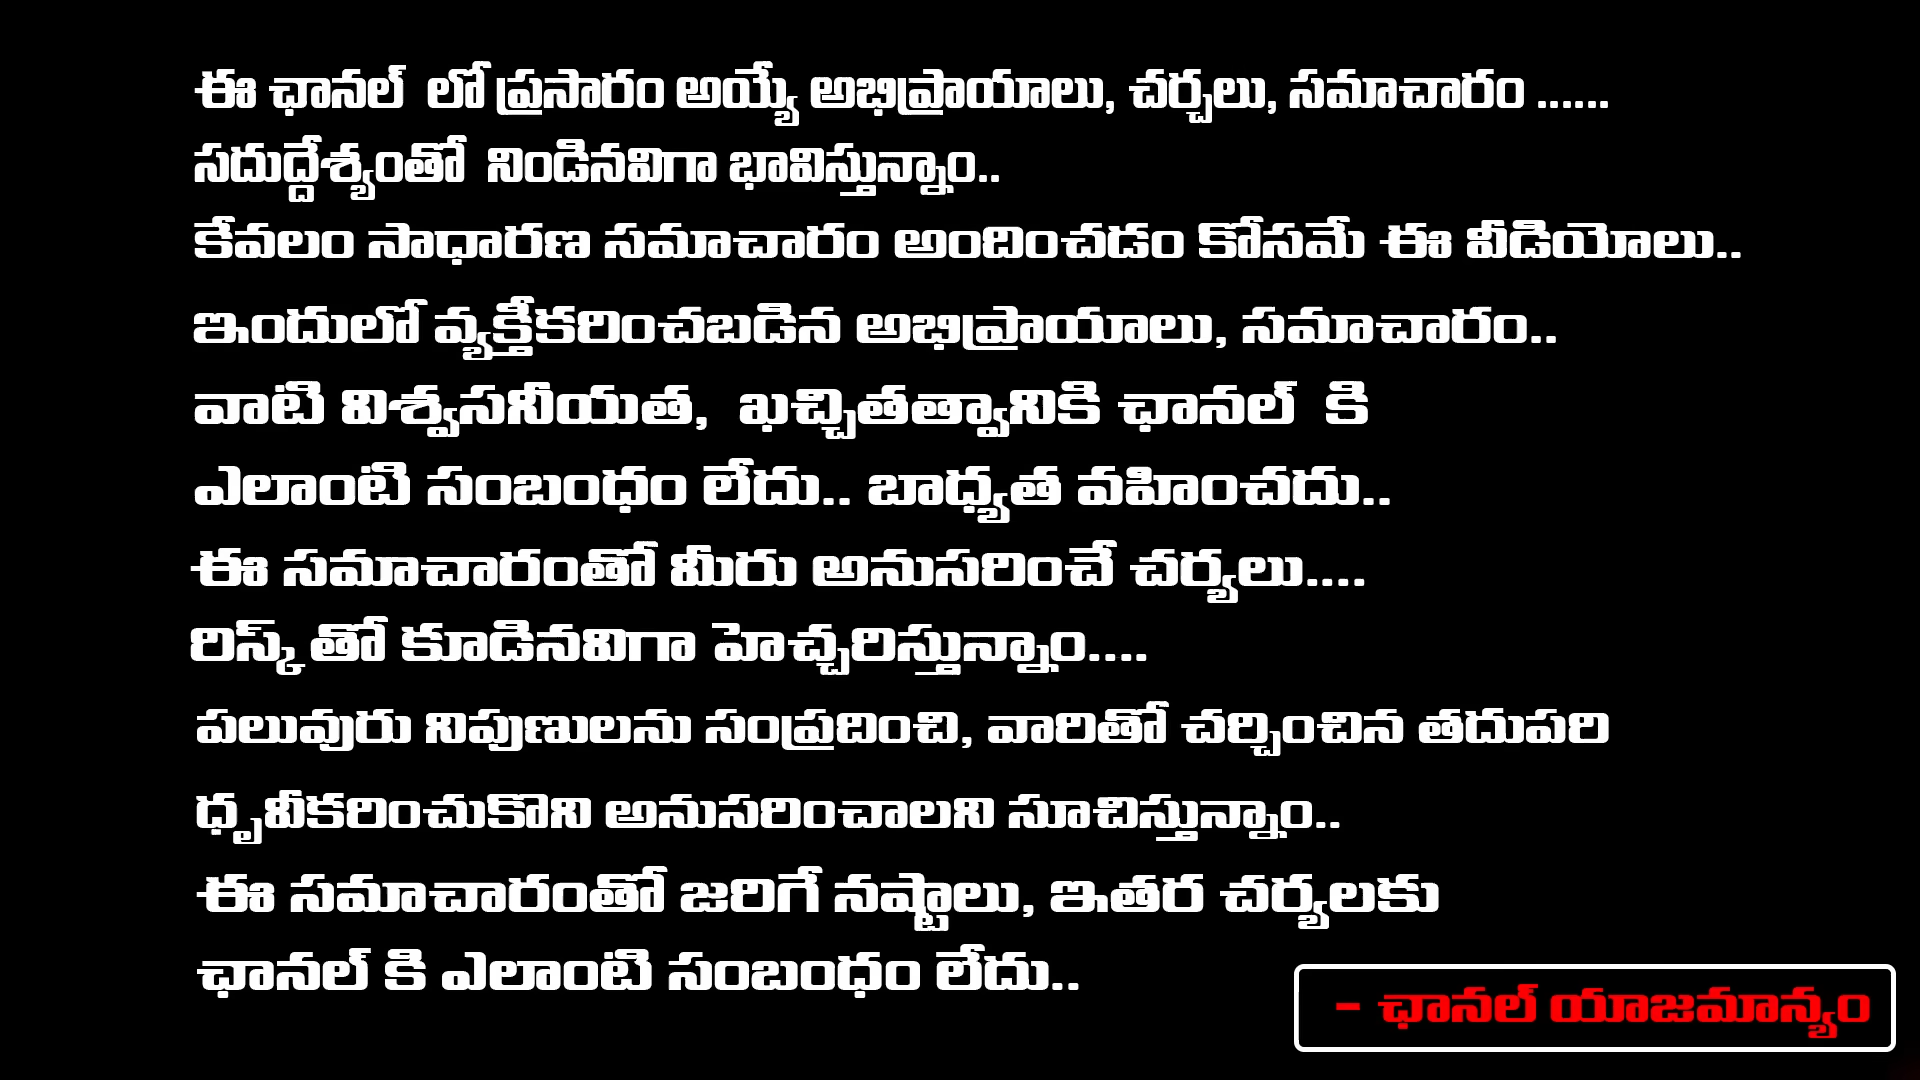 ఈ ఛానల్ లో ప్రసారం అయ్యే అభిప్రాయాలు, చర్చలు, సమాచారం ......
సదుద్దేశ్యంతో నిండినవిగా భావిస్తున్నాం..
కేవలం సాధారణ సమాచారం అందించడం కోసమే ఈ వీడియోలు..
ఇందులో వ్యక్తీకరించబడిన అభిప్రాయాలు, సమాచారం..
వాటి విశ్వసనీయత, ఖచ్చితత్వానికి ఛానల్ కి
ఎలాంటి సంబంధం లేదు.. బాధ్యత వహించదు..
ఈ సమాచారంతో మీరు అనుసరించే చర్యలు....
రిస్క్ తో కూడినవిగా హెచ్చరిస్తున్నాం....
పలువురు నిపుణులను సంప్రదించి, వారితో చర్చించిన తదుపరి
ధృవీకరించుకొని అనుసరించాలని సూచిస్తున్నాం..
ఈ సమాచారంతో జరిగే నష్టాలు, ఇతర చర్యలకు
ఛానల్ కి ఎలాంటి సంబంధం లేదు..
- ఛానల్ యాజమాన్యం